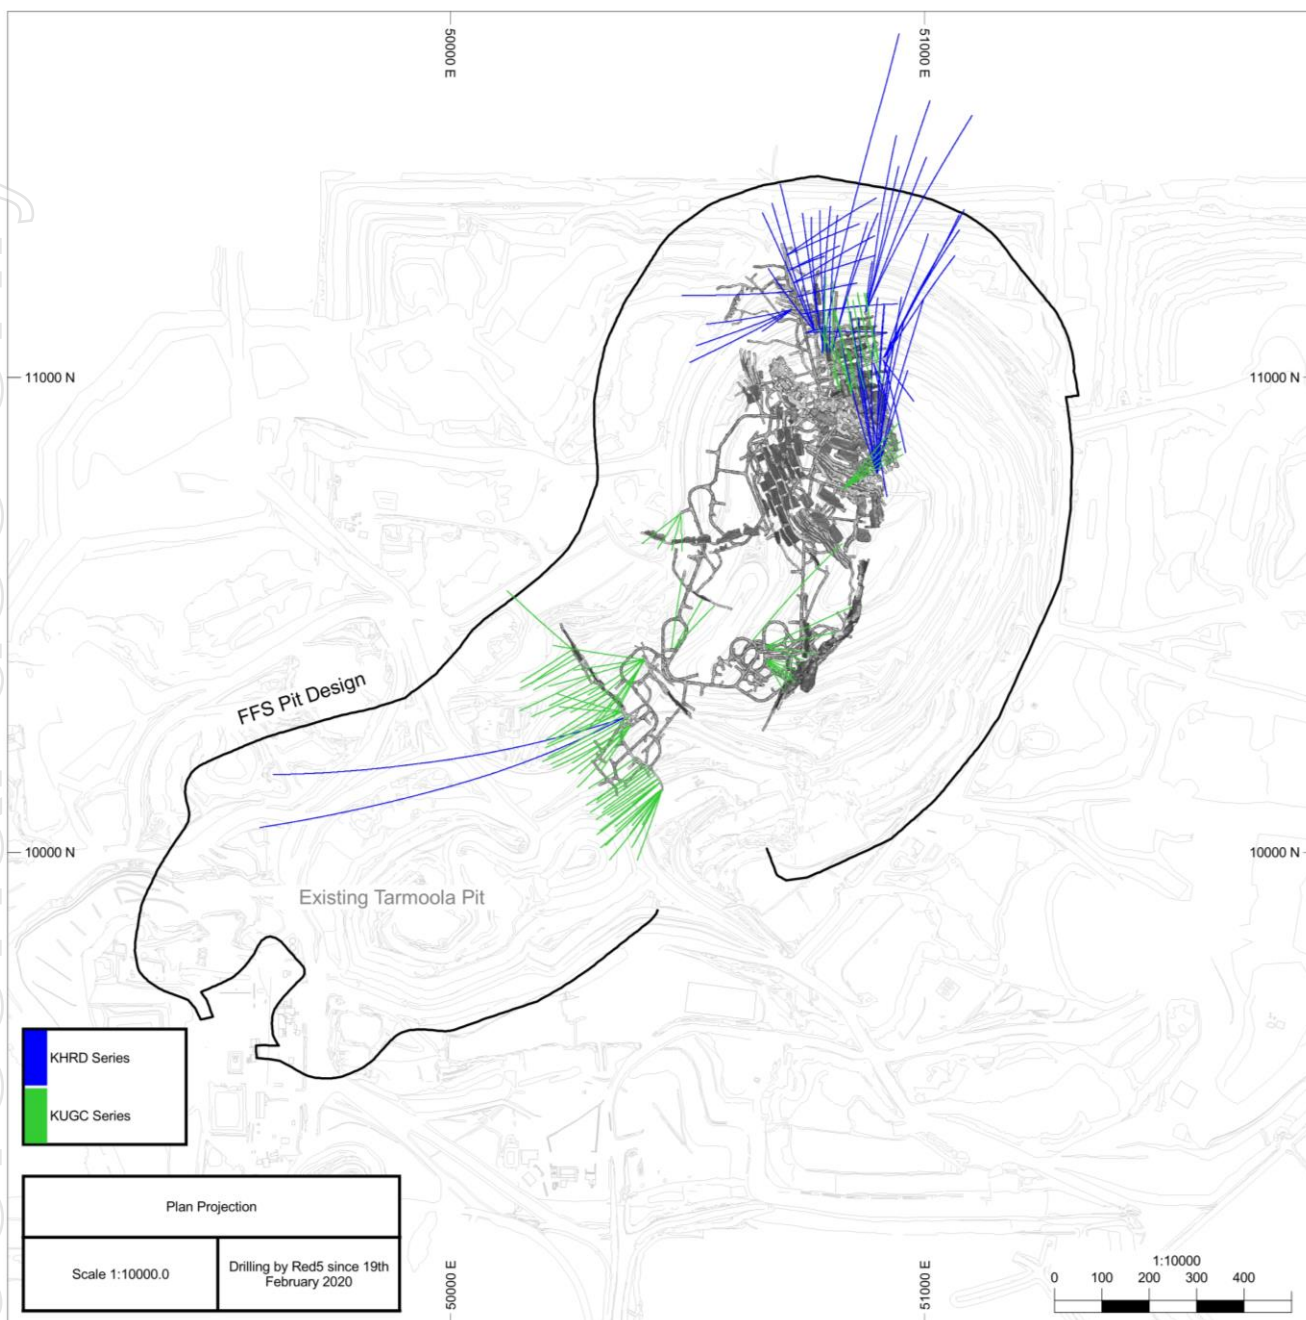 50000 E
51000 E
11000 N
11000 N
FFS Pit Design
10000 N
10000 N
Existing Tarmoola Pit
KHRD Series
KUGC Series
Plan Projection
Scale 1:10000.0
Drilling by Red5 since 19th
February 2020
50000 E
51000 E
1:10000
0 100 200 300 400